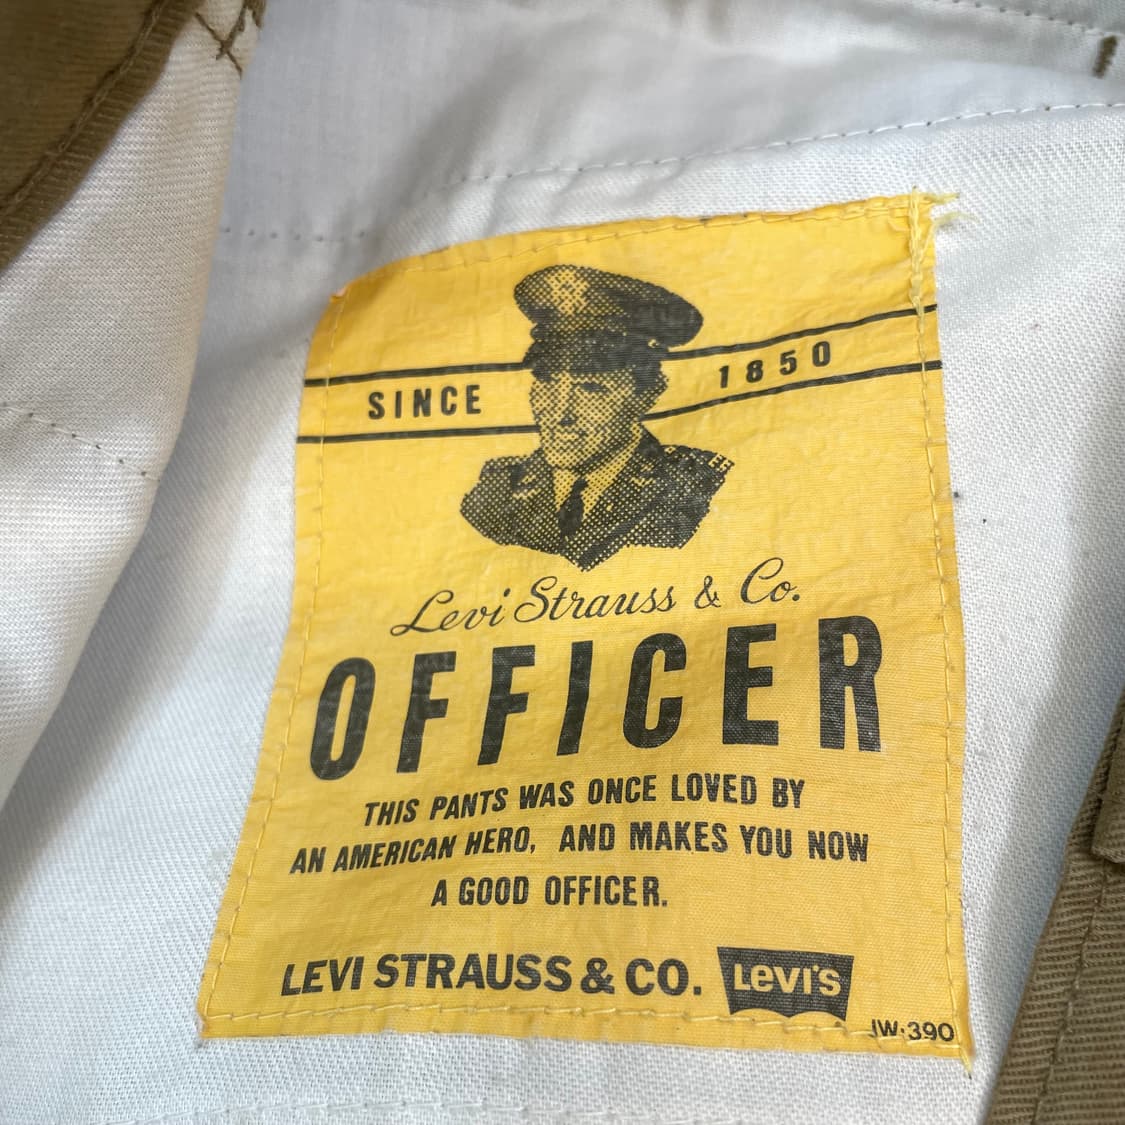 SINCE 1850
Levi Strauss & Co.
OFFICER
THIS PANTS WAS ONCE LOVED BY
AN AMERICAN HERO, AND MAKES YOU NOW
A GOOD OFFICER.
LEVI STRAUSS & CO. LEVI'S
JW·390